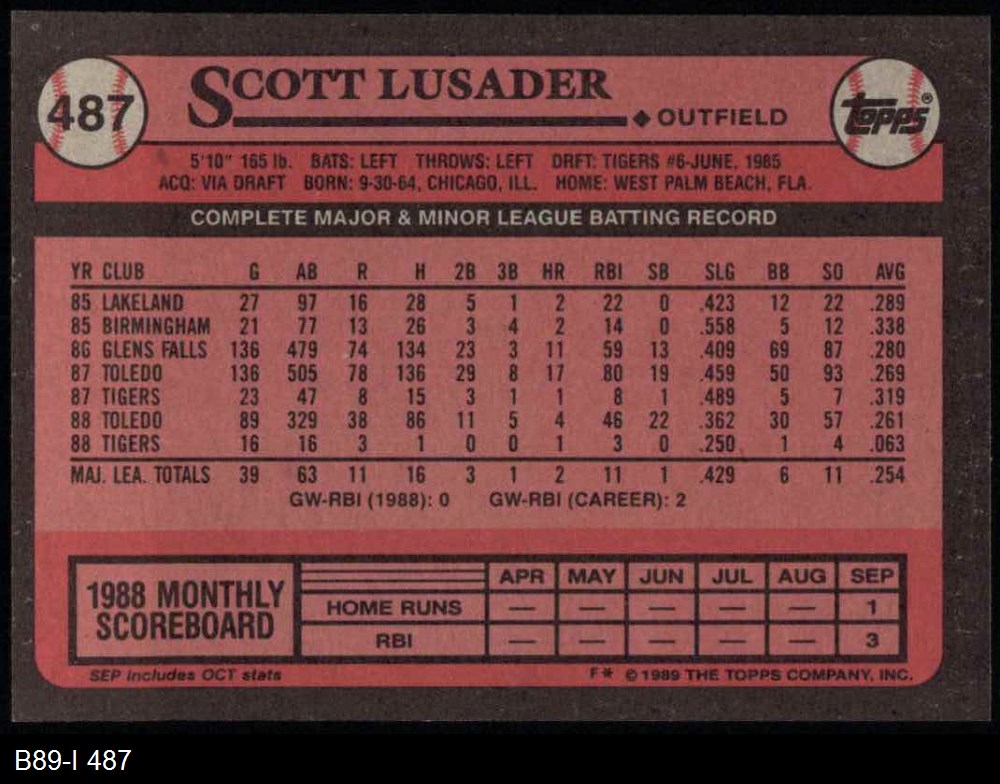 487
SCOTT LUSADER
◆ OUTFIELD
TOPPS®
5'10" 165 lb. BATS: LEFT THROWS: LEFT DRFT: TIGERS #6-JUNE, 1985
ACQ: VIA DRAFT BORN: 9-30-64, CHICAGO, ILL. HOME: WEST PALM BEACH, FLA.
COMPLETE MAJOR & MINOR LEAGUE BATTING RECORD
YR CLUB G AB R H 2B 3B HR RBI SB SLG BB SO AVG
85 LAKELAND 27 97 16 28 5 1 2 22 0 .423 12 22 .289
85 BIRMINGHAM 21 77 13 26 3 4 2 14 0 .558 5 12 .338
86 GLENS FALLS 136 479 74 134 23 3 11 59 13 .409 69 87 .280
87 TOLEDO 136 505 78 136 29 8 17 80 19 .459 50 93 .269
87 TIGERS 23 47 8 15 3 1 1 8 1 .489 5 7 .319
88 TOLEDO 89 329 38 86 11 5 4 46 22 .362 30 57 .261
88 TIGERS 16 16 3 1 0 0 1 3 0 .250 1 4 .063
MAJ. LEA. TOTALS 39 63 11 16 3 1 2 11 1 .429 6 11 .254
GW-RBI (1988): 0 GW-RBI (CAREER): 2
1988 MONTHLY SCOREBOARD
APR MAY JUN JUL AUG SEP
HOME RUNS — — — — — 1
RBI — — — — — 3
SEP includes OCT stats
F* © 1989 THE TOPPS COMPANY, INC.
B89-I 487